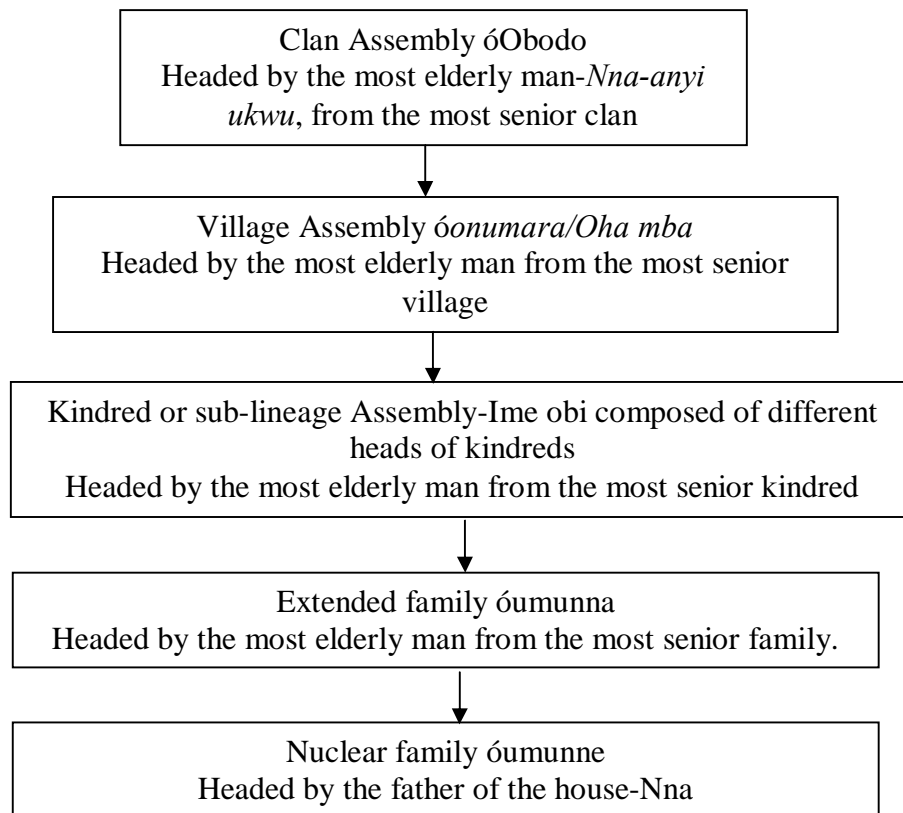 Clan Assembly óObodo
Headed by the most elderly man-Nna-anyi
ukwu, from the most senior clan
Village Assembly óonumara/Oha mba
Headed by the most elderly man from the most senior
village
Kindred or sub-lineage Assembly-Ime obi composed of different
heads of kindreds
Headed by the most elderly man from the most senior kindred
Extended family óumunna
Headed by the most elderly man from the most senior family.
Nuclear family óumunne
Headed by the father of the house-Nna